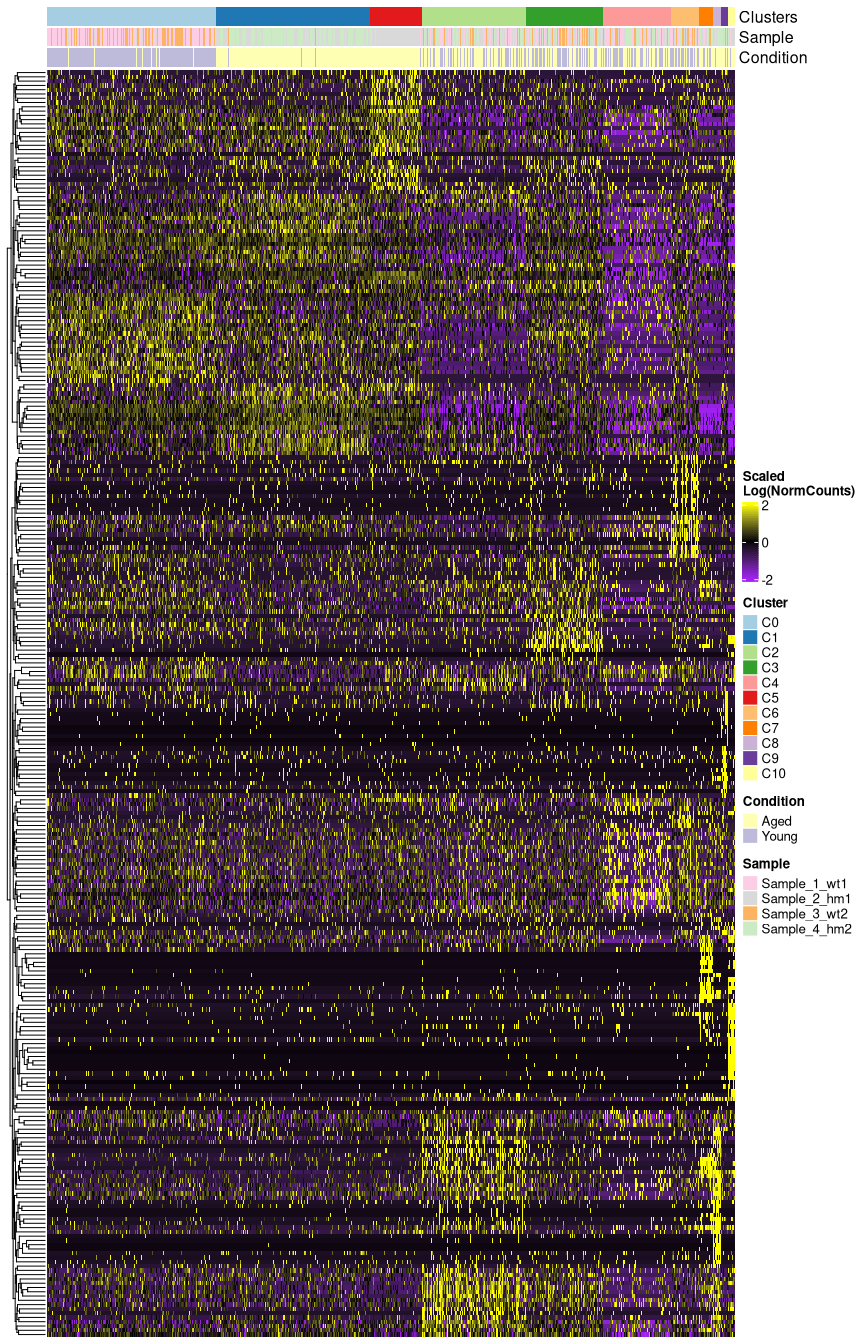 Clusters
Sample
Condition
Scaled
Log(NormCounts)
2
0
-2
Cluster
C0
C1
C2
C3
C4
C5
C6
C7
C8
C9
C10
Condition
Aged
Young
Sample
Sample_1_wt1
Sample_2_hm1
Sample_3_wt2
Sample_4_hm2